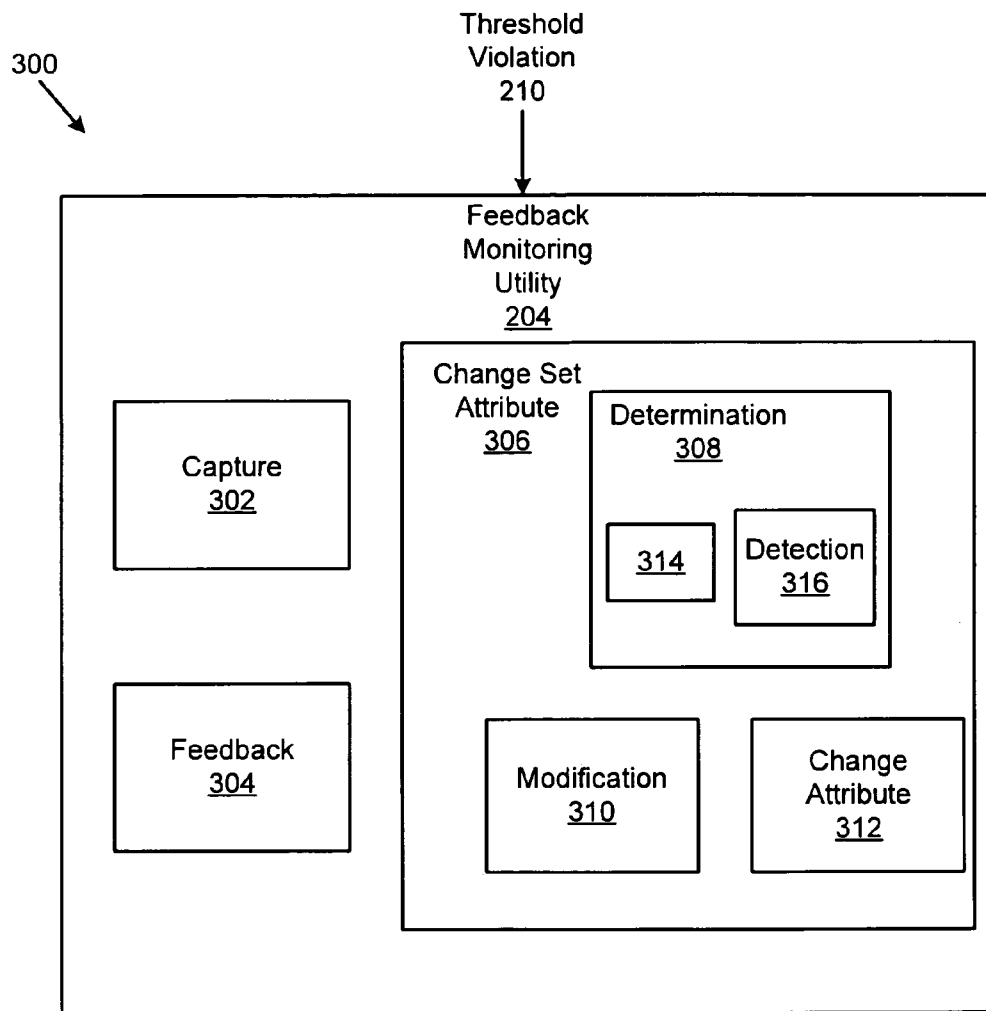 300
Threshold
Violation
210
Feedback
Monitoring
Utility
204
Change Set
Attribute
306
Determination
308
314
Detection
316
Capture
302
Feedback
304
Modification
310
Change
Attribute
312